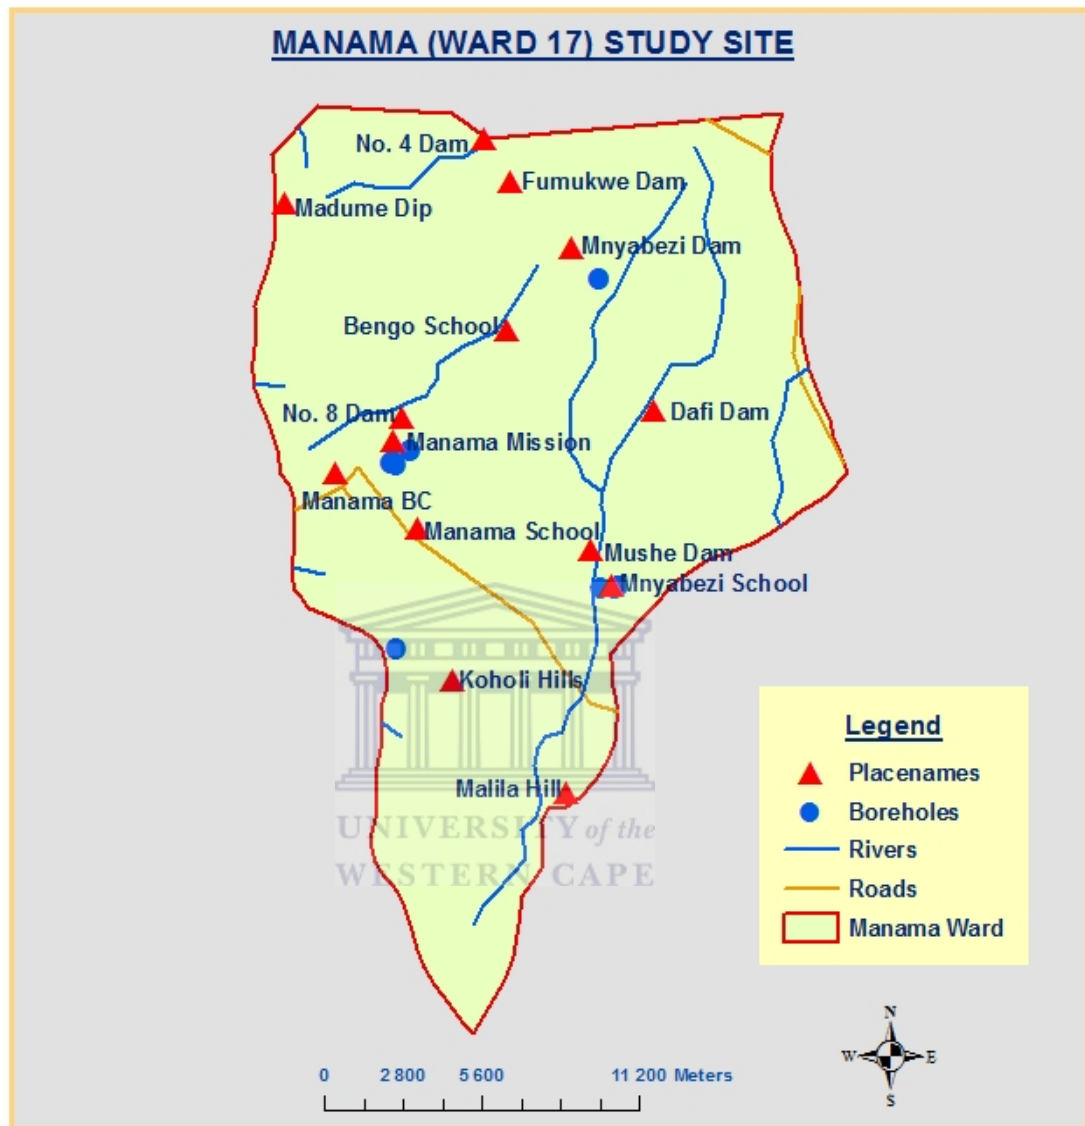 MANAMA (WARD 17) STUDY SITE
No. 4 Dam
Fumukwe Dam
Madume Dip
Mnyabezi Dam
Bengo School
Dafi Dam
No. 8 Dam
Manama Mission
Manama BC
Manama School
Mushe Dam
Mnyabezi School
Koholi Hills
Malila Hill
UNIVERSITY of the
WESTERN CAPE
Legend
Placenames
Boreholes
Rivers
Roads
Manama Ward
N
W E
S
0 2 800 5 600 11 200 Meters